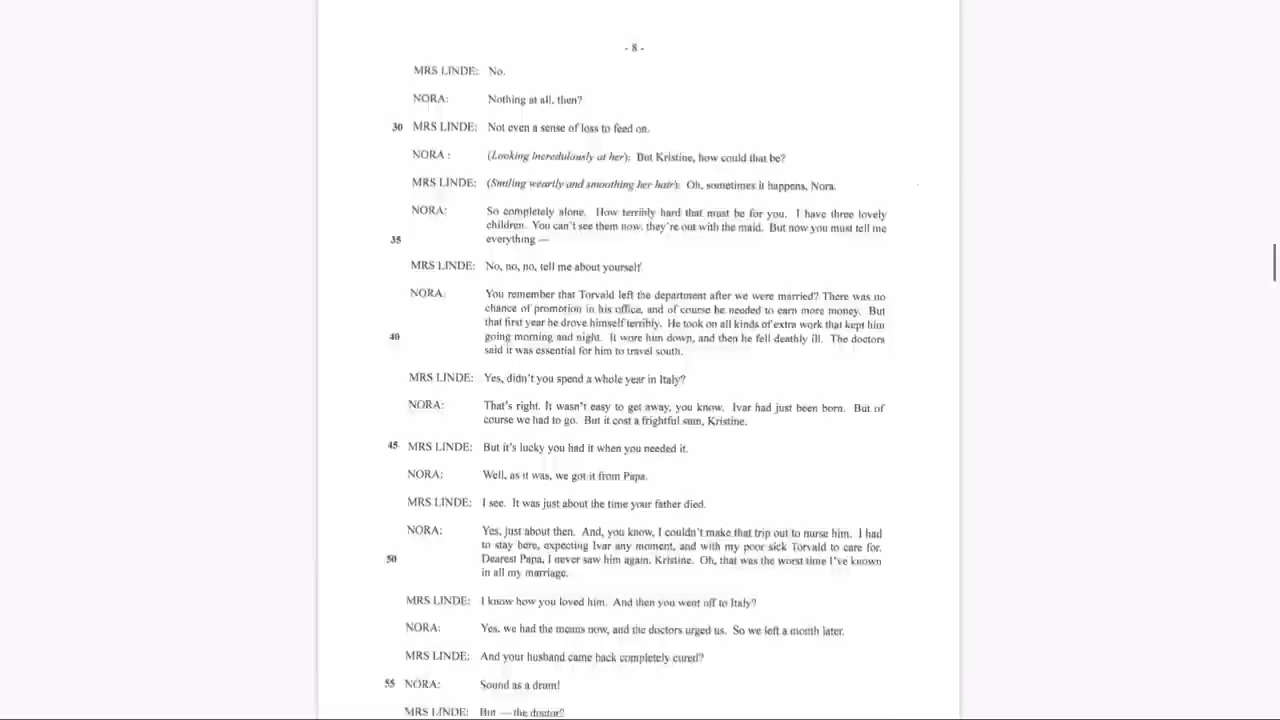 - 8 -
MRS LINDE: No.
NORA: Nothing at all, then?
30 MRS LINDE: Not even a sense of loss to feed on.
NORA : (Looking incredulously at her): But Kristine, how could that be?
MRS LINDE: (Smiling wearily and smoothing her hair): Oh, sometimes it happens, Nora.
NORA: So completely alone. How terribly hard that must be for you. I have three lovely
children. You can't see them now, they're out with the maid. But now you must tell me
35 everything —
MRS LINDE: No, no, no, tell me about yourself
NORA: You remember that Torvald left the department after we were married? There was no
chance of promotion in his office, and of course he needed to earn more money. But
that first year he drove himself terribly. He took on all kinds of extra work that kept him
40 going morning and night. It wore him down, and then he fell deathly ill. The doctors
said it was essential for him to travel south.
MRS LINDE: Yes, didn't you spend a whole year in Italy?
NORA: That's right. It wasn't easy to get away, you know. Ivar had just been born. But of
course we had to go. But it cost a frightful sum, Kristine.
45 MRS LINDE: But it's lucky you had it when you needed it.
NORA: Well, as it was, we got it from Papa.
MRS LINDE: I see. It was just about the time your father died.
NORA: Yes, just about then. And, you know, I couldn't make that trip out to nurse him. I had
to stay here, expecting Ivar any moment, and with my poor sick Torvald to care for.
50 Dearest Papa, I never saw him again, Kristine. Oh, that was the worst time I've known
in all my marriage.
MRS LINDE: I know how you loved him. And then you went off to Italy?
NORA: Yes, we had the means now, and the doctors urged us. So we left a month later.
MRS LINDE: And your husband came back completely cured?
55 NORA: Sound as a drum!
MRS LINDE: But — the doctor?